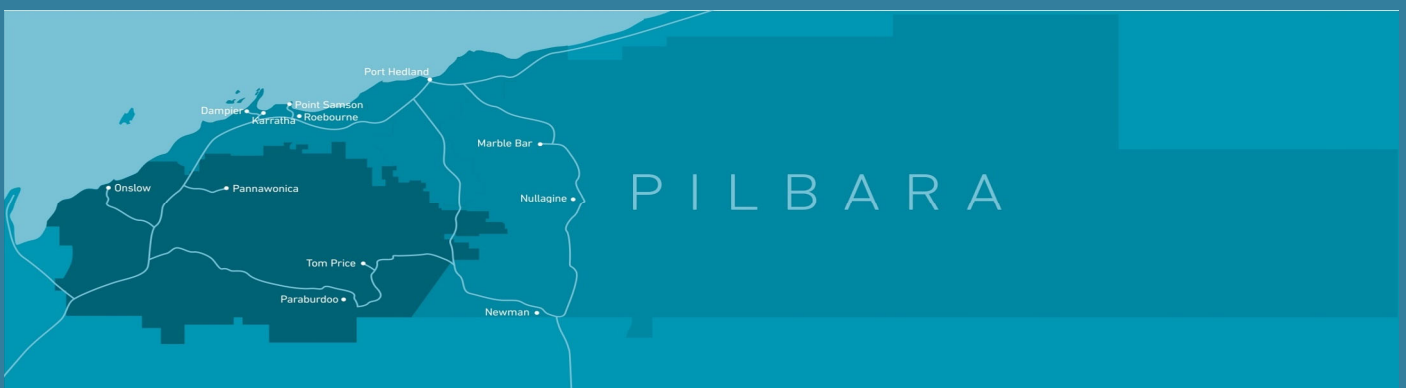 Port Hedland
Point Samson
Dampier
Karratha
Roebourne
Marble Bar
Onslow
Pannawonica
Nullagine
PILBARA
Tom Price
Paraburdoo
Newman